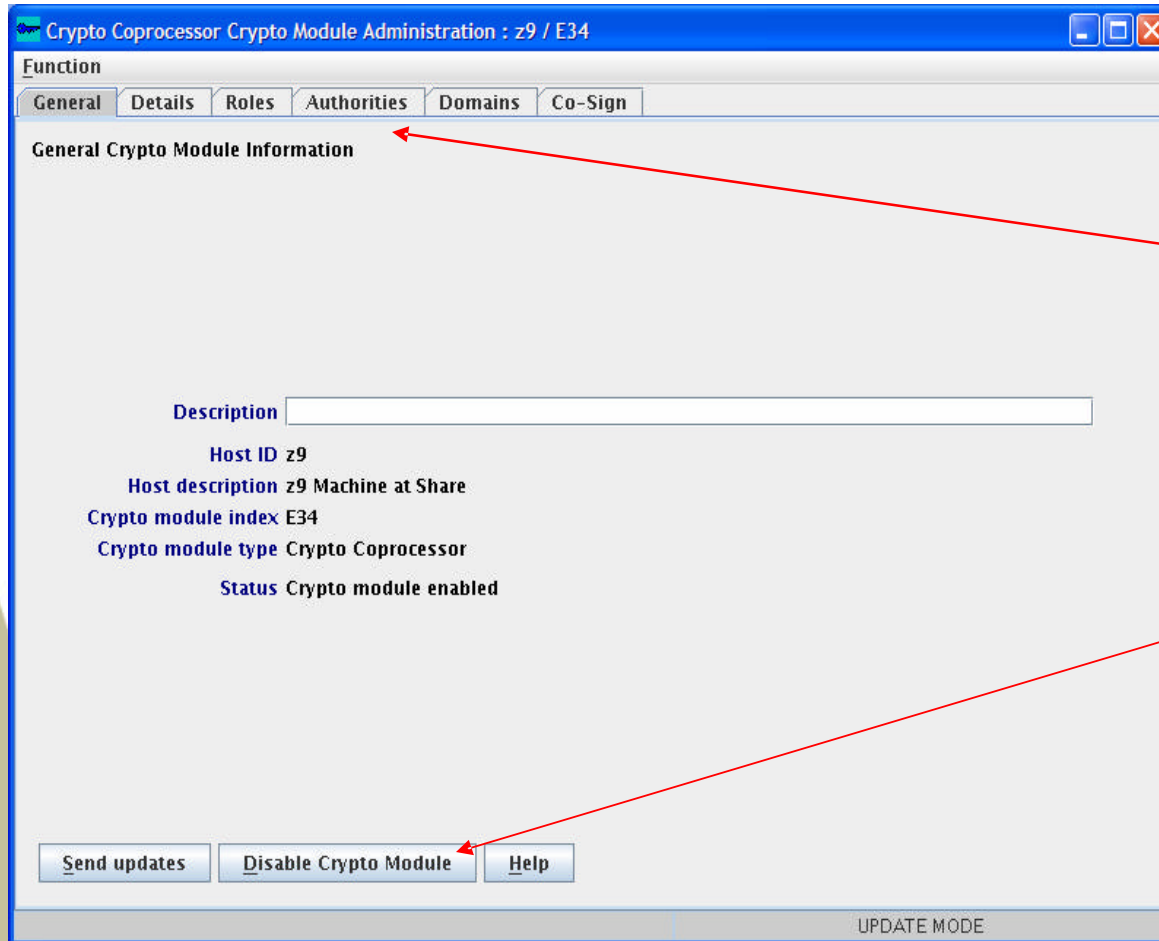 Crypto Coprocessor Crypto Module Administration : z9 / E34
Function
General Details Roles Authorities Domains Co-Sign
General Crypto Module Information
Description
Host ID z9
Host description z9 Machine at Share
Crypto module index E34
Crypto module type Crypto Coprocessor
Status Crypto module enabled
Send updates Disable Crypto Module Help
UPDATE MODE